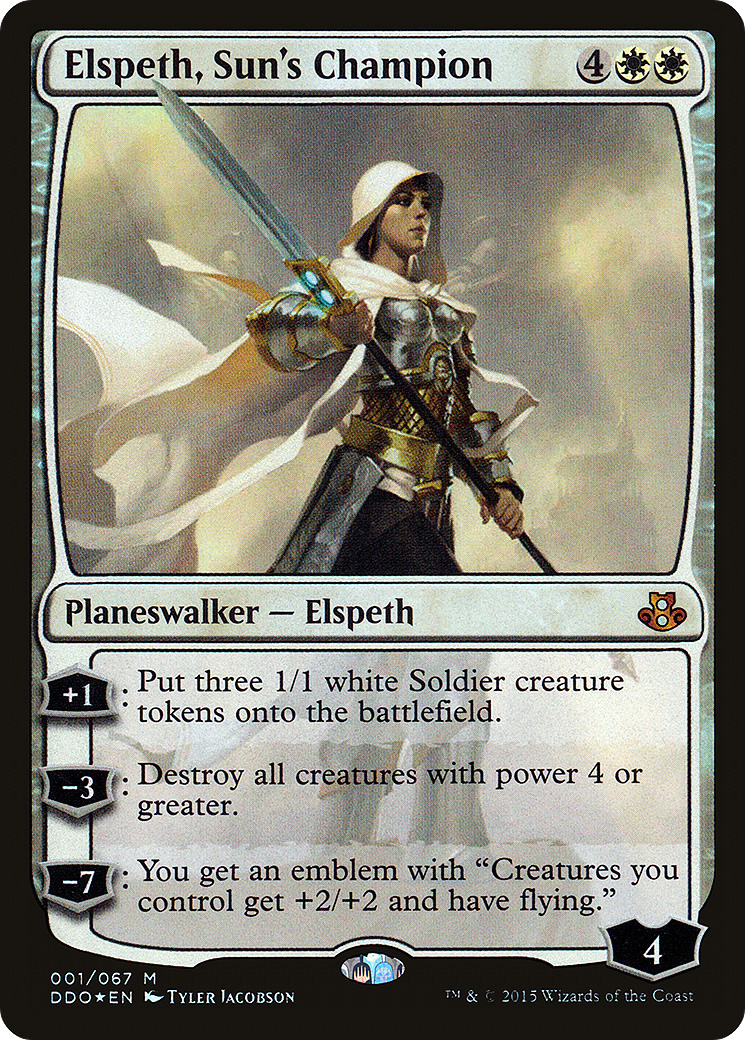 Elspeth, Sun's Champion 4
Planeswalker — Elspeth
+1 : Put three 1/1 white Soldier creature
tokens onto the battlefield.
-3 : Destroy all creatures with power 4 or
greater.
-7 : You get an emblem with “Creatures you
control get +2/+2 and have flying.”
4
001/067 M
DDO★EN Tyler Jacobson
™ & © 2015 Wizards of the Coast